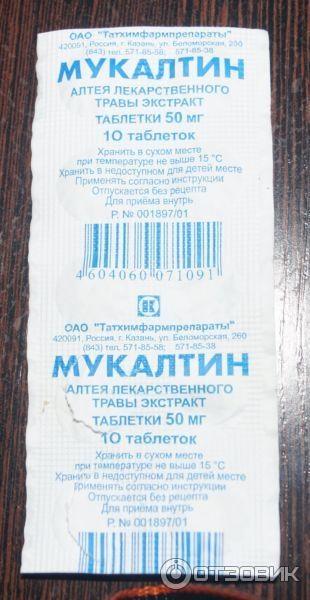 ОАО "Татхимфармпрепараты"
420091, Россия, г. Казань, ул. Беломорская, 260
(843) тел. 571-85-58; 571-85-38
МУКАЛТИН
АЛТЕЯ ЛЕКАРСТВЕННОГО
ТРАВЫ ЭКСТРАКТ
ТАБЛЕТКИ 50 МГ
10 таблеток
Хранить в сухом месте
при температуре не выше 15 °С
Хранить в недоступном для детей месте
Применять согласно инструкции
Отпускается без рецепта
Для приёма внутрь
Р. № 001897/01
4604060071091
ОАО "Татхимфармпрепараты"
420091, Россия, г. Казань, ул. Беломорская, 260
(843) тел. 571-85-58; 571-85-38
МУКАЛТИН
АЛТЕЯ ЛЕКАРСТВЕННОГО
ТРАВЫ ЭКСТРАКТ
ТАБЛЕТКИ 50 МГ
10 таблеток
Хранить в сухом месте
при температуре не выше 15 °С
Хранить в недоступном для детей месте
Применять согласно инструкции
Отпускается без рецепта
Для приёма внутрь
Р. № 001897/01
ОТЗОВИК